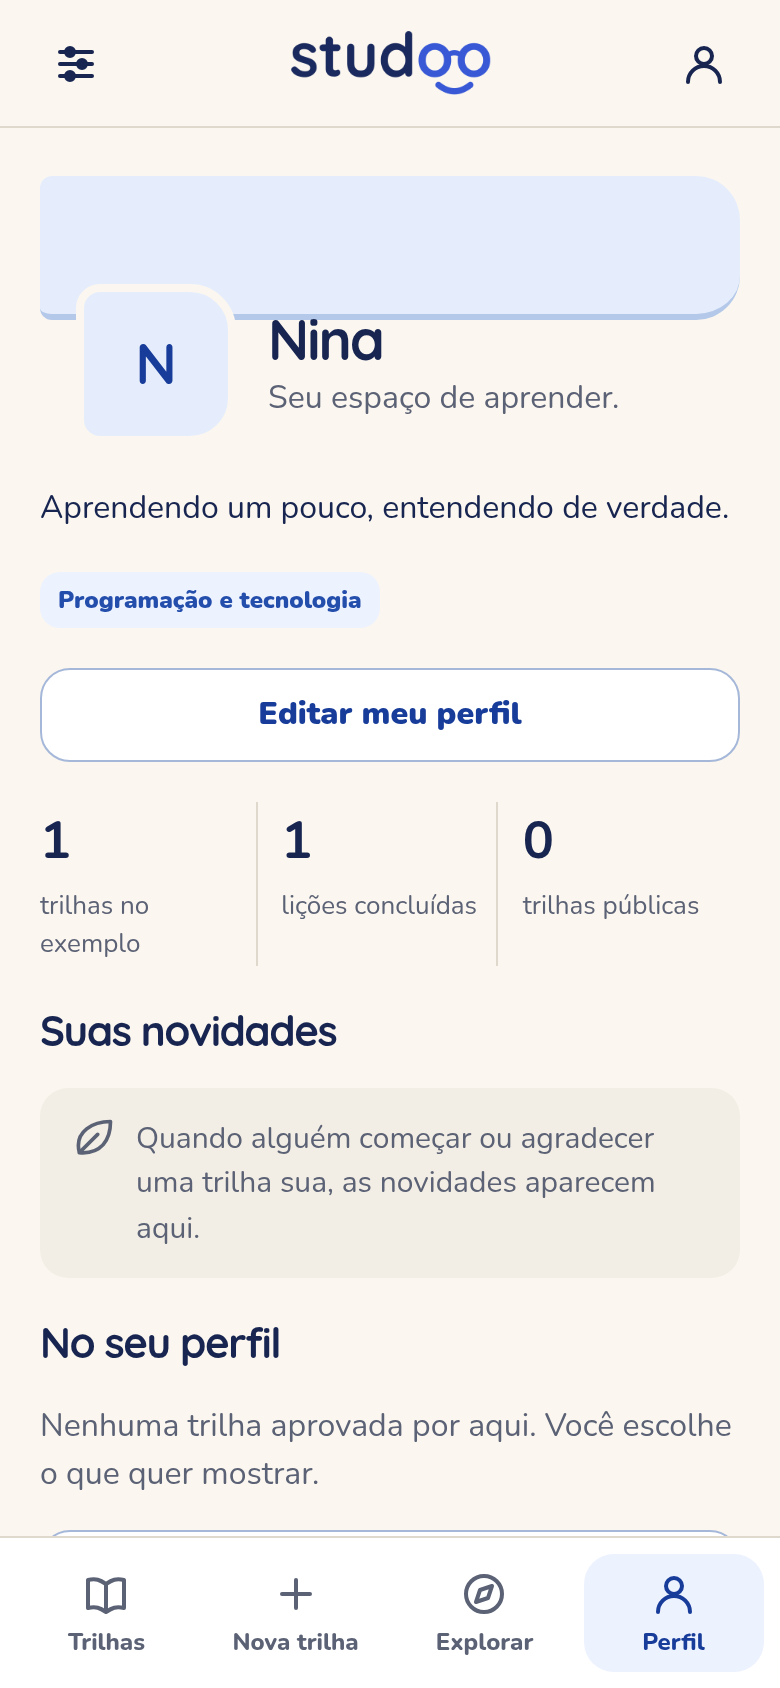 studoo
N
Nina
Seu espaço de aprender.
Aprendendo um pouco, entendendo de verdade.
Programação e tecnologia
Editar meu perfil
1
trilhas no
exemplo
1
lições concluídas
0
trilhas públicas
Suas novidades
Quando alguém começar ou agradecer
uma trilha sua, as novidades aparecem
aqui.
No seu perfil
Nenhuma trilha aprovada por aqui. Você escolhe
o que quer mostrar.
Trilhas
Nova trilha
Explorar
Perfil